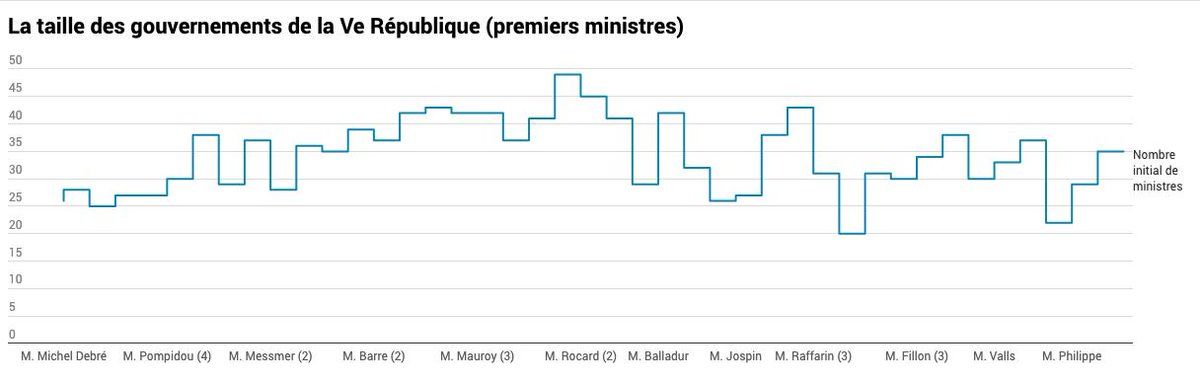 La taille des gouvernements de la Ve République (premiers ministres)
50
45
40
35
30
25
20
15
10
5
0
Nombre
initial de
ministres
M. Michel Debré M. Pompidou (4) M. Messmer (2) M. Barre (2) M. Mauroy (3) M. Rocard (2) M. Balladur M. Jospin M. Raffarin (3) M. Fillon (3) M. Valls M. Philippe